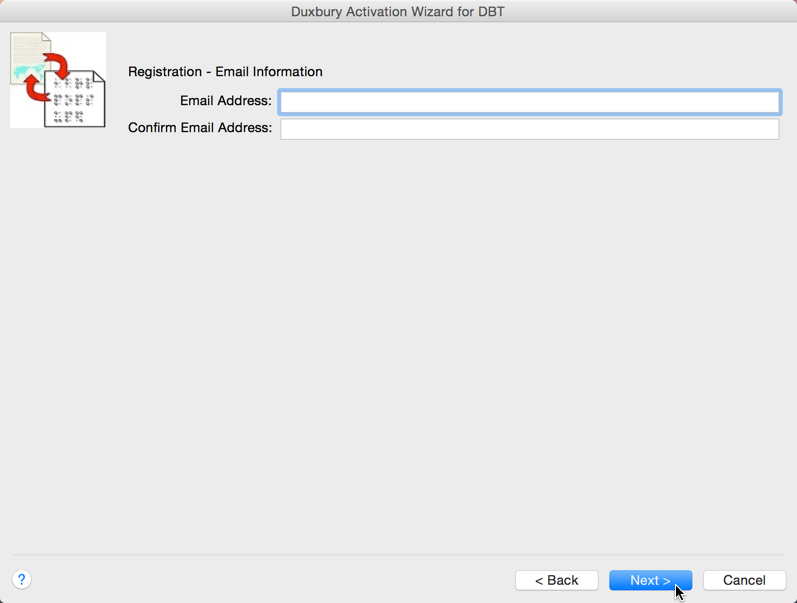 Duxbury Activation Wizard for DBT
Registration - Email Information
Email Address:
Confirm Email Address:
?
< Back
Next >
Cancel